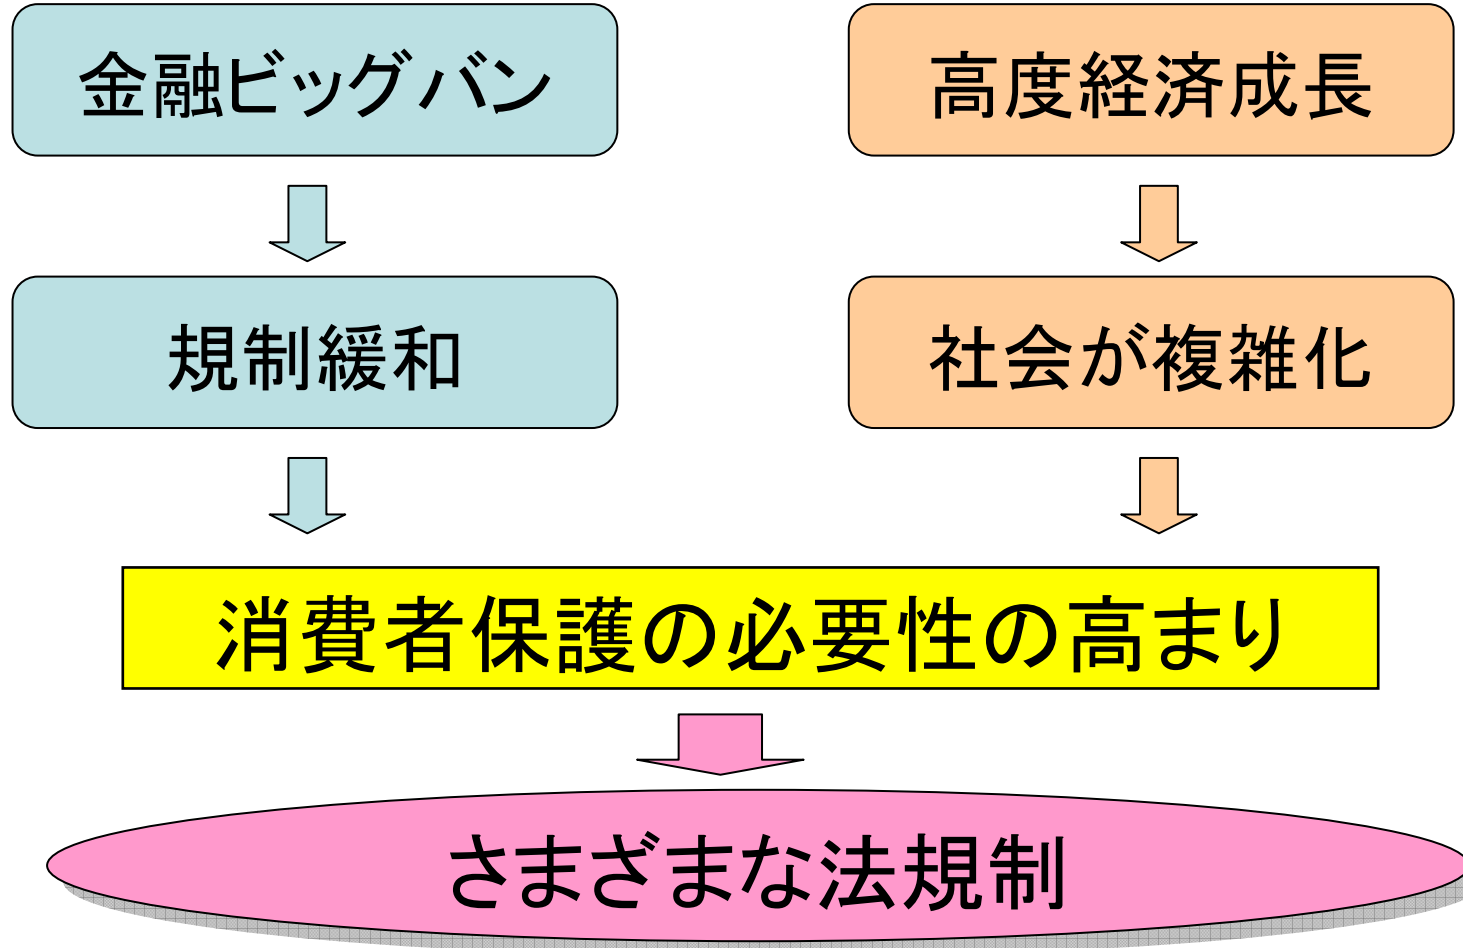 金融ビッグバン
高度経済成長
規制緩和
社会が複雑化
消費者保護の必要性の高まり
さまざまな法規制